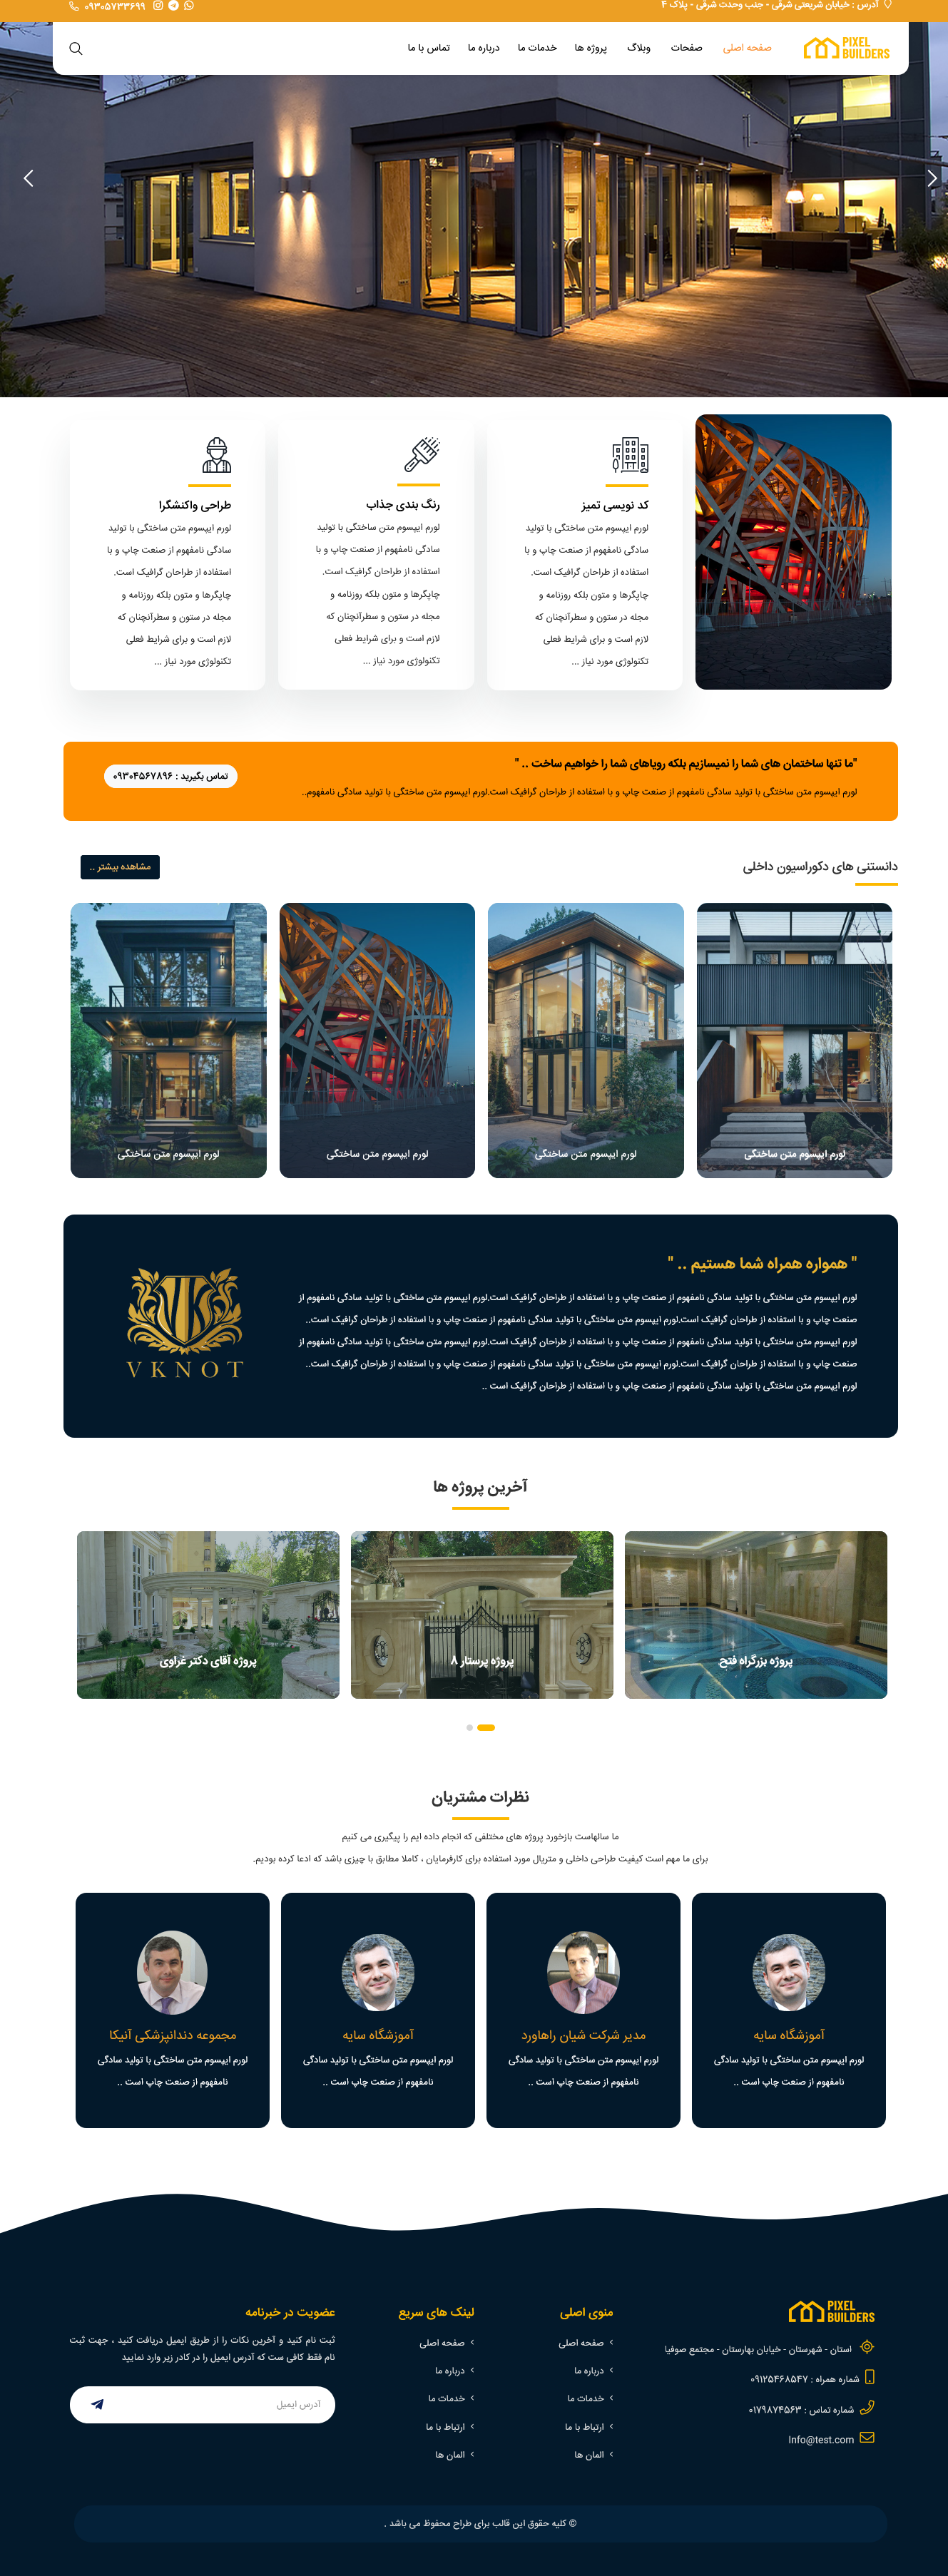 آدرس : خیابان شریعتی شرقی - جنب وحدت شرقی - پلاک 4
09305733699
PIXEL BUILDERS
صفحه اصلی
صفحات
وبلاگ
پروژه ها
خدمات ما
درباره ما
تماس با ما
کد نویسی تمیز
لورم ایپسوم متن ساختگی با تولید
سادگی نامفهوم از صنعت چاپ و با
استفاده از طراحان گرافیک است.
چاپگرها و متون بلکه روزنامه و
مجله در ستون و سطرآنچنان که
لازم است و برای شرایط فعلی
تکنولوژی مورد نیاز ...
رنگ بندی جذاب
لورم ایپسوم متن ساختگی با تولید
سادگی نامفهوم از صنعت چاپ و با
استفاده از طراحان گرافیک است.
چاپگرها و متون بلکه روزنامه و
مجله در ستون و سطرآنچنان که
لازم است و برای شرایط فعلی
تکنولوژی مورد نیاز ...
طراحی واکنشگرا
لورم ایپسوم متن ساختگی با تولید
سادگی نامفهوم از صنعت چاپ و با
استفاده از طراحان گرافیک است.
چاپگرها و متون بلکه روزنامه و
مجله در ستون و سطرآنچنان که
لازم است و برای شرایط فعلی
تکنولوژی مورد نیاز ...
"ما تنها ساختمان های شما را نمیسازیم بلکه رویاهای شما را خواهیم ساخت .. "
لورم ایپسوم متن ساختگی با تولید سادگی نامفهوم از صنعت چاپ و با استفاده از طراحان گرافیک است.لورم ایپسوم متن ساختگی با تولید سادگی نامفهوم..
تماس بگیرید : 09304567896
دانستنی های دکوراسیون داخلی
مشاهده بیشتر ..
لورم ایپسوم متن ساختگی
لورم ایپسوم متن ساختگی
لورم ایپسوم متن ساختگی
لورم ایپسوم متن ساختگی
" همواره همراه شما هستیم .. "
لورم ایپسوم متن ساختگی با تولید سادگی نامفهوم از صنعت چاپ و با استفاده از طراحان گرافیک است.لورم ایپسوم متن ساختگی با تولید سادگی نامفهوم از
صنعت چاپ و با استفاده از طراحان گرافیک است.لورم ایپسوم متن ساختگی با تولید سادگی نامفهوم از صنعت چاپ و با استفاده از طراحان گرافیک است..
لورم ایپسوم متن ساختگی با تولید سادگی نامفهوم از صنعت چاپ و با استفاده از طراحان گرافیک است.لورم ایپسوم متن ساختگی با تولید سادگی نامفهوم از
صنعت چاپ و با استفاده از طراحان گرافیک است.لورم ایپسوم متن ساختگی با تولید سادگی نامفهوم از صنعت چاپ و با استفاده از طراحان گرافیک است..
لورم ایپسوم متن ساختگی با تولید سادگی نامفهوم از صنعت چاپ و با استفاده از طراحان گرافیک است ..
VKNOT
آخرین پروژه ها
پروژه بزرگراه فتح
پروژه پرستار 8
پروژه آقای دکتر غراوی
نظرات مشتریان
ما سالهاست بازخورد پروژه های مختلفی که انجام داده ایم را پیگیری می کنیم
برای ما مهم است کیفیت طراحی داخلی و متریال مورد استفاده برای کارفرمایان ، کاملا مطابق با چیزی باشد که ادعا کرده بودیم.
آموزشگاه سایه
لورم ایپسوم متن ساختگی با تولید سادگی
نامفهوم از صنعت چاپ است ..
مدیر شرکت شیان راهاورد
لورم ایپسوم متن ساختگی با تولید سادگی
نامفهوم از صنعت چاپ است ..
آموزشگاه سایه
لورم ایپسوم متن ساختگی با تولید سادگی
نامفهوم از صنعت چاپ است ..
مجموعه دندانپزشکی آنیکا
لورم ایپسوم متن ساختگی با تولید سادگی
نامفهوم از صنعت چاپ است ..
PIXEL BUILDERS
استان - شهرستان - خیابان بهارستان - مجتمع صوفیا
شماره همراه : 09125468547
شماره تماس : 0179874563
Info@test.com
منوی اصلی
صفحه اصلی
درباره ما
خدمات ما
ارتباط با ما
المان ها
لینک های سریع
صفحه اصلی
درباره ما
خدمات ما
ارتباط با ما
المان ها
عضویت در خبرنامه
ثبت نام کنید و آخرین نکات را از طریق ایمیل دریافت کنید ، جهت ثبت
نام فقط کافی ست که آدرس ایمیل را در کادر زیر وارد نمایید
آدرس ایمیل
© کلیه حقوق این قالب برای طراح محفوظ می باشد .